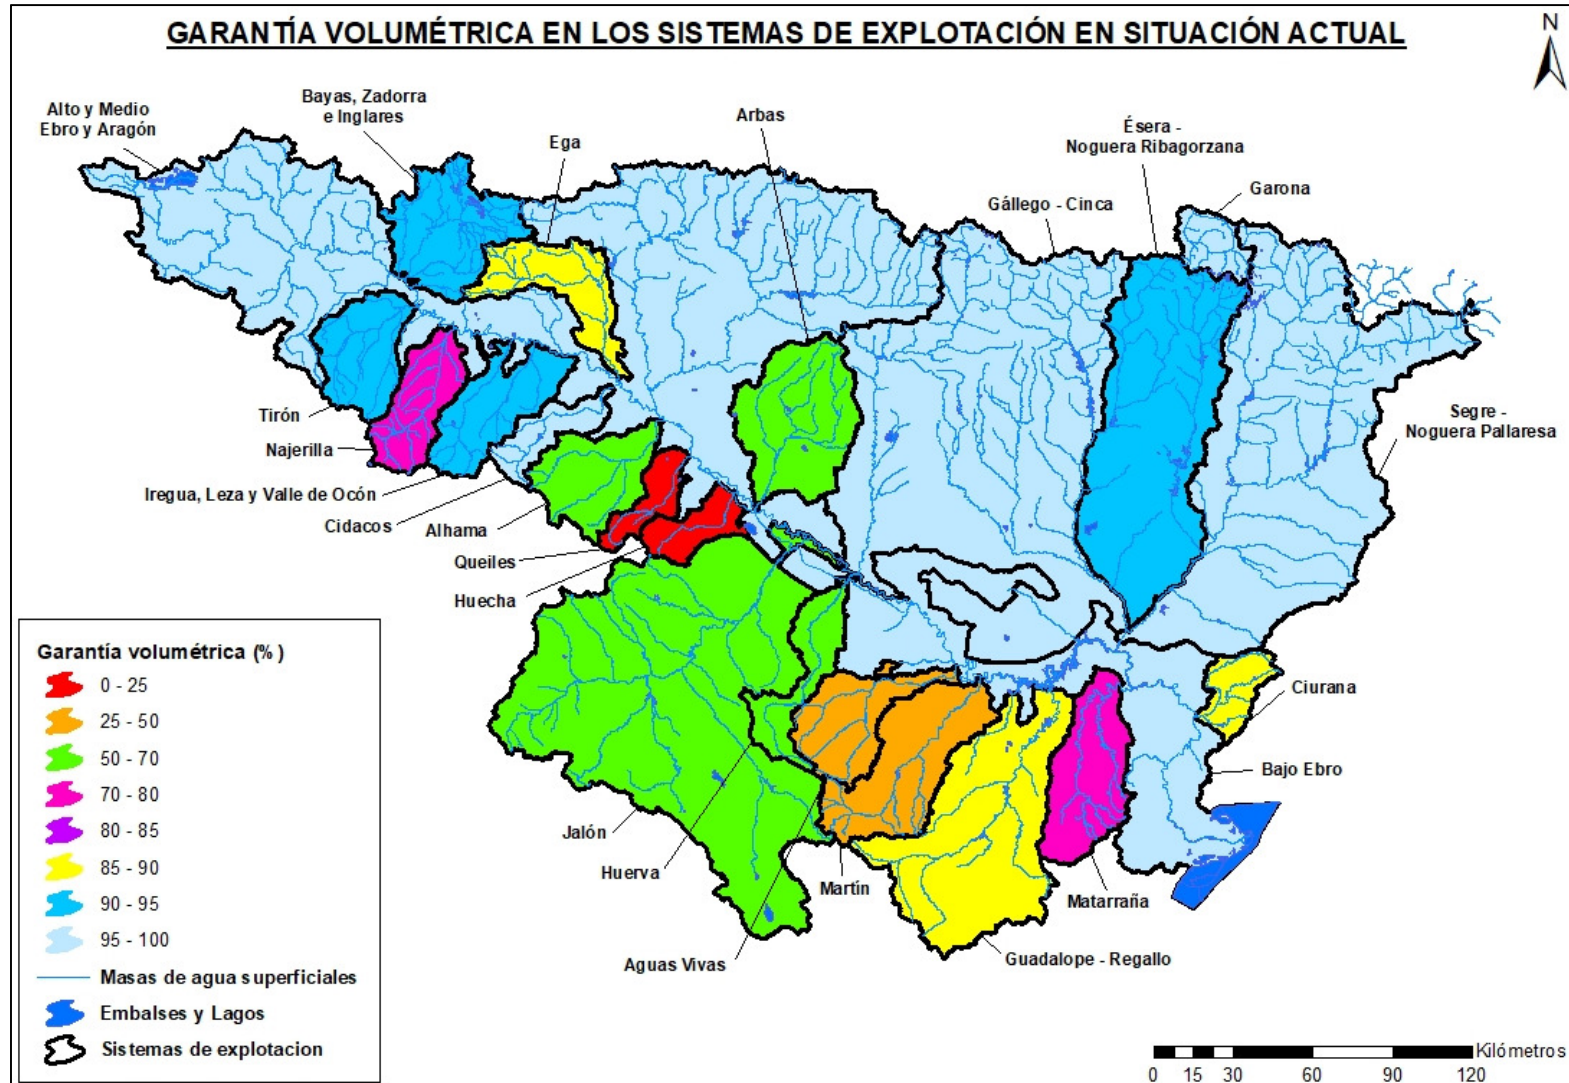 GARANTÍA VOLUMÉTRICA EN LOS SISTEMAS DE EXPLOTACIÓN EN SITUACIÓN ACTUAL
N
Alto y Medio
Ebro y Aragón
Bayas, Zadorra
e Inglares
Ega
Arbas
Ésera -
Noguera Ribagorzana
Gállego - Cinca
Garona
Segre -
Noguera Pallaresa
Tirón
Najerilla
Iregua, Leza y Valle de Ocón
Cidacos
Alhama
Queiles
Huecha
Jalón
Huerva
Aguas Vivas
Martín
Guadalope - Regallo
Matarraña
Bajo Ebro
Ciurana
Garantía volumétrica (%)
0 - 25
25 - 50
50 - 70
70 - 80
80 - 85
85 - 90
90 - 95
95 - 100
Masas de agua superficiales
Embalses y Lagos
Sistemas de explotacion
Kilómetros
0 15 30 60 90 120